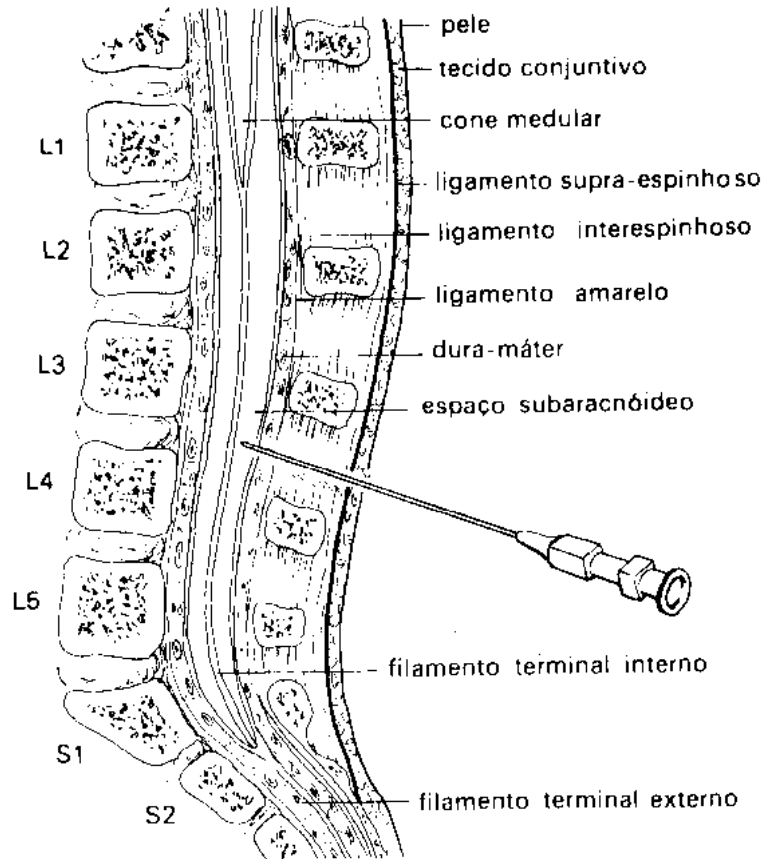 pele
tecido conjuntivo
cone medular
L1
ligamento supra-espinhoso
ligamento interespinhoso
L2
ligamento amarelo
dura-máter
L3
espaço subaracnóideo
L4
L5
filamento terminal interno
S1
filamento terminal externo
S2